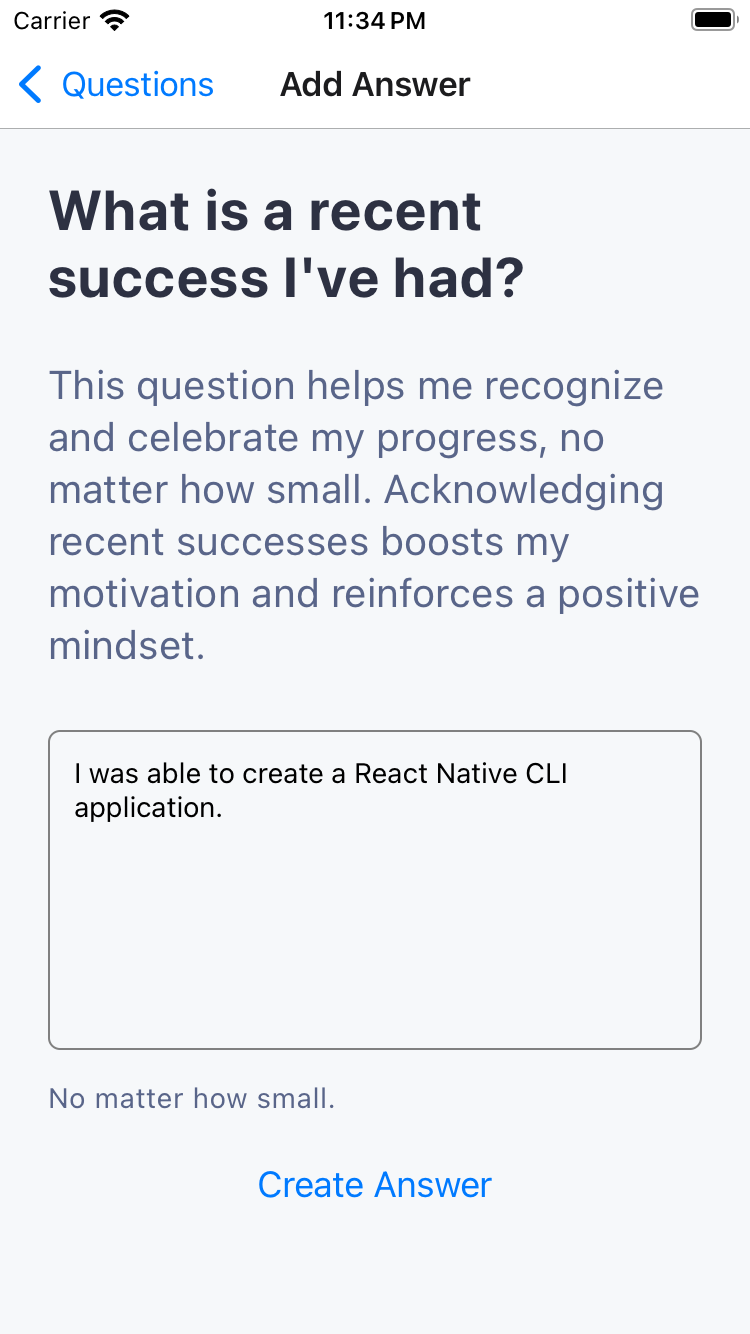 Carrier 11:34 PM
Questions Add Answer
What is a recent
success I've had?
This question helps me recognize
and celebrate my progress, no
matter how small. Acknowledging
recent successes boosts my
motivation and reinforces a positive
mindset.
I was able to create a React Native CLI
application.
No matter how small.
Create Answer